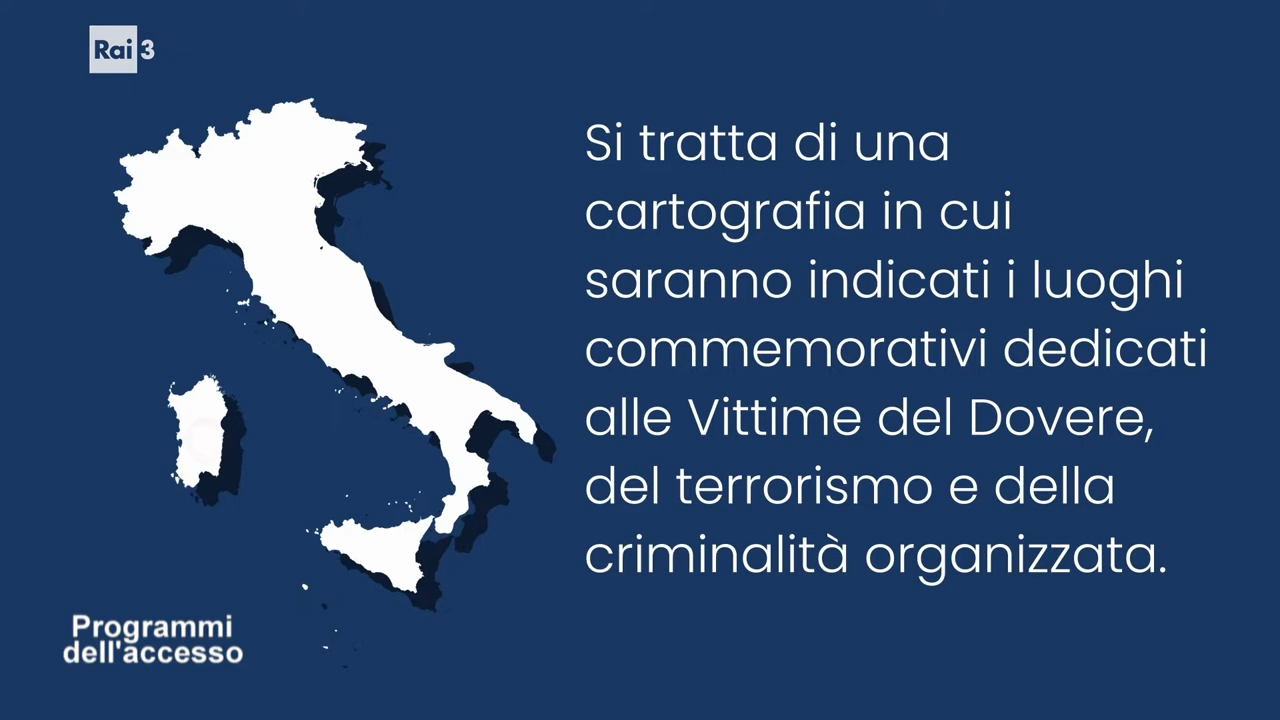 Rai 3
Si tratta di una
cartografia in cui
saranno indicati i luoghi
commemorativi dedicati
alle Vittime del Dovere,
del terrorismo e della
criminalità organizzata.
Programmi
dell'accesso